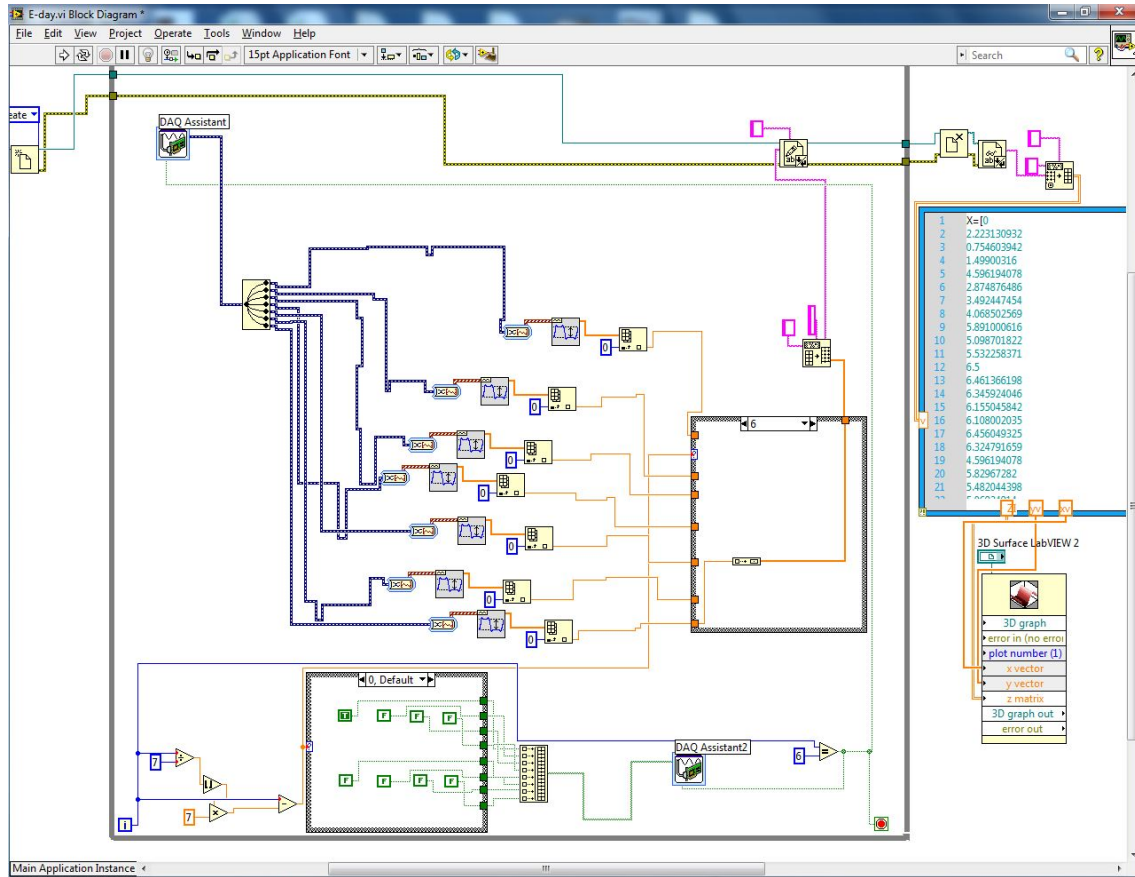 E-day.vi Block Diagram *
File Edit View Project Operate Tools Window Help
15pt Application Font
Search
eate
DAQ Assistant
1 X=[0
2 2.223130932
3 0.754603942
4 1.49900316
5 4.596194078
6 2.874876486
7 3.492447454
8 4.068502569
9 5.891000616
10 5.098701822
11 5.532258371
12 6.5
13 6.461366198
14 6.345924046
15 6.155045842
16 6.108002035
17 6.456049325
18 6.324791659
19 4.596194078
20 5.82967282
21 5.482044398
0
0
0
0
0
0
0
6
yv
xv
3D Surface LabVIEW 2
3D graph
error in (no erro
plot number (1)
x vector
y vector
z matrix
3D graph out
error out
0, Default
T F F F
F F F F
7
7
i
DAQ Assistant2
6
=
Main Application Instance